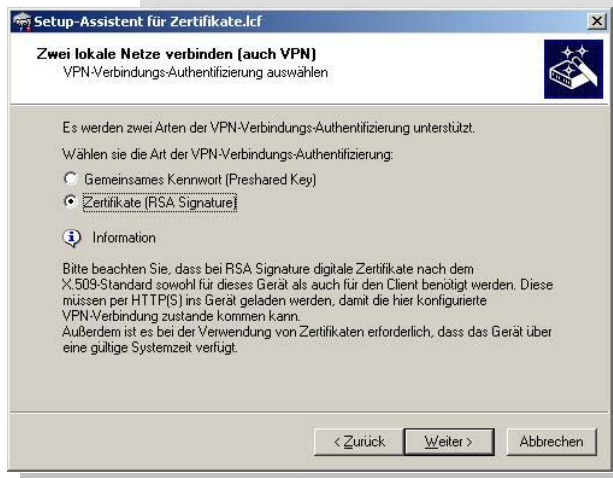 Setup-Assistent für Zertifikate.lcf
Zwei lokale Netze verbinden (auch VPN)
VPN-Verbindungs-Authentifizierung auswählen
Es werden zwei Arten der VPN-Verbindungs-Authentifizierung unterstützt.
Wählen sie die Art der VPN-Verbindungs-Authentifizierung:
Gemeinsames Kennwort (Preshared Key)
Zertifikate (RSA Signature)
Information
Bitte beachten Sie, dass bei RSA Signature digitale Zertifikate nach dem
X.509-Standard sowohl für dieses Gerät als auch für den Client benötigt werden. Diese
müssen per HTTP(S) ins Gerät geladen werden, damit die hier konfigurierte
VPN-Verbindung zustande kommen kann.
Außerdem ist es bei der Verwendung von Zertifikaten erforderlich, dass das Gerät über
eine gültige Systemzeit verfügt.
< Zurück Weiter > Abbrechen